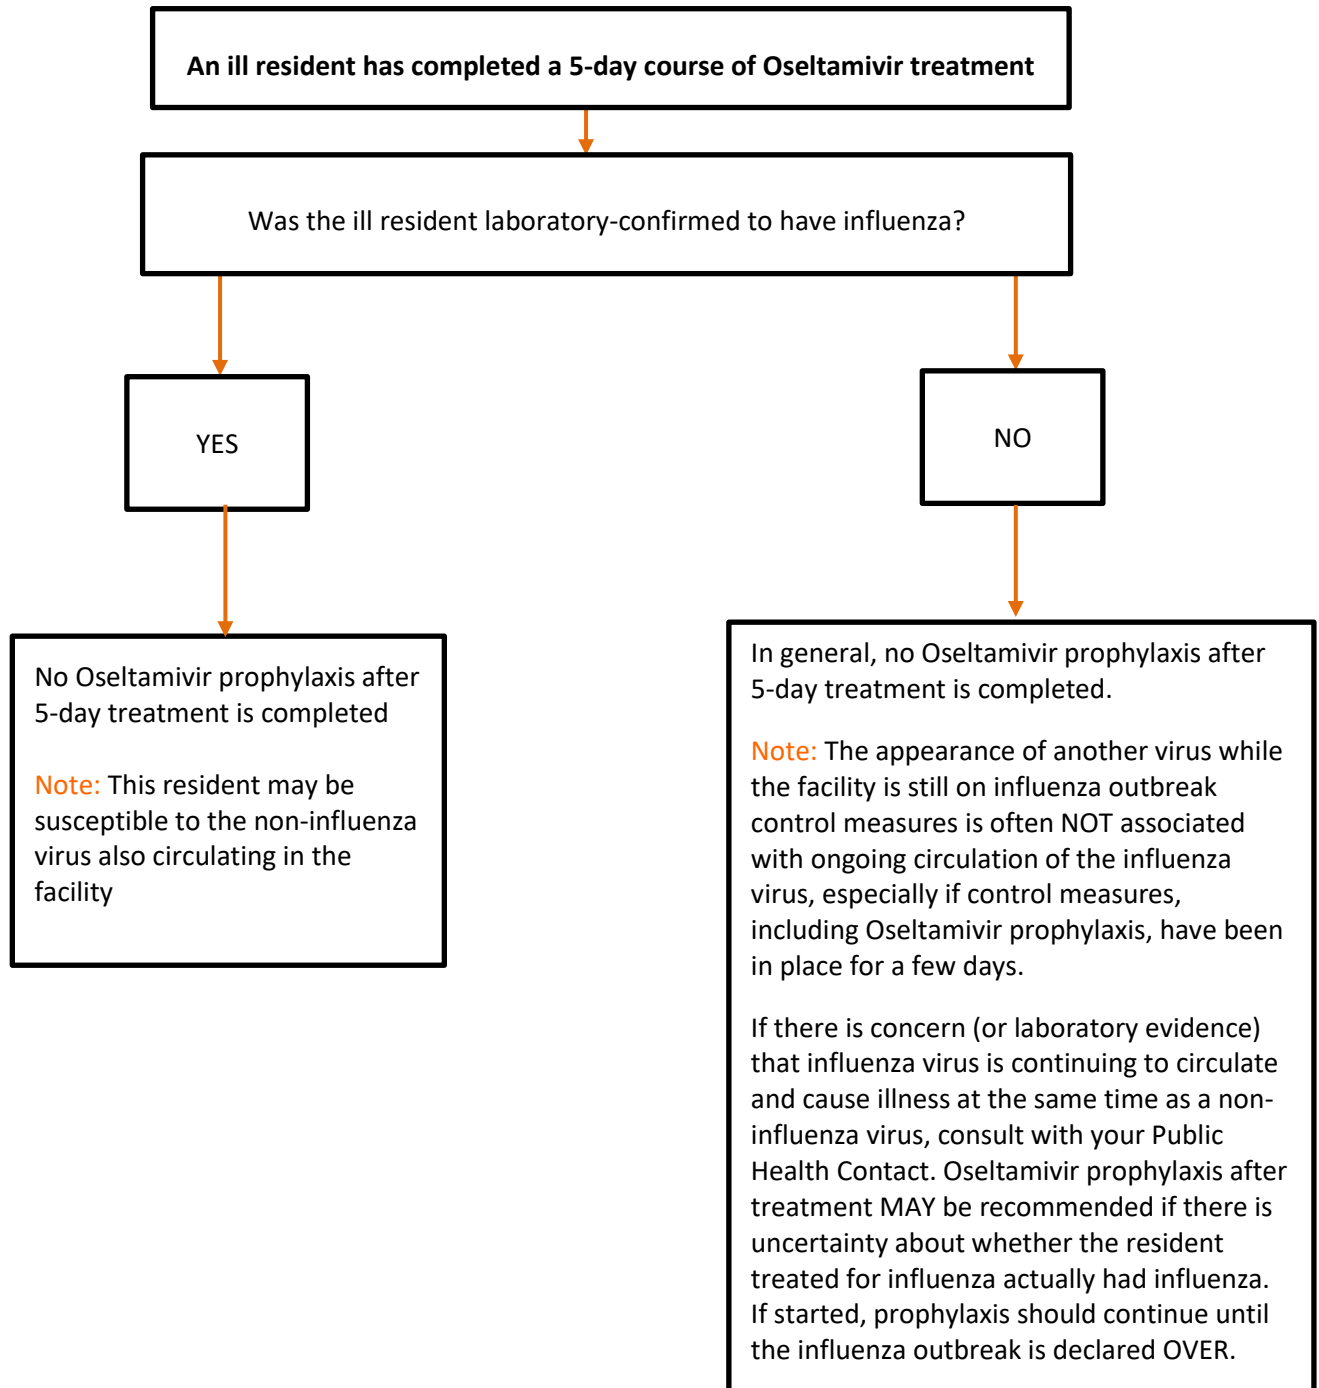 An ill resident has completed a 5-day course of Oseltamivir treatment
Was the ill resident laboratory-confirmed to have influenza?
YES
NO
No Oseltamivir prophylaxis after
5-day treatment is completed
Note: This resident may be
susceptible to the non-influenza
virus also circulating in the
facility
In general, no Oseltamivir prophylaxis after
5-day treatment is completed.
Note: The appearance of another virus while
the facility is still on influenza outbreak
control measures is often NOT associated
with ongoing circulation of the influenza
virus, especially if control measures,
including Oseltamivir prophylaxis, have been
in place for a few days.
If there is concern (or laboratory evidence)
that influenza virus is continuing to circulate
and cause illness at the same time as a non-
influenza virus, consult with your Public
Health Contact. Oseltamivir prophylaxis after
treatment MAY be recommended if there is
uncertainty about whether the resident
treated for influenza actually had influenza.
If started, prophylaxis should continue until
the influenza outbreak is declared OVER.